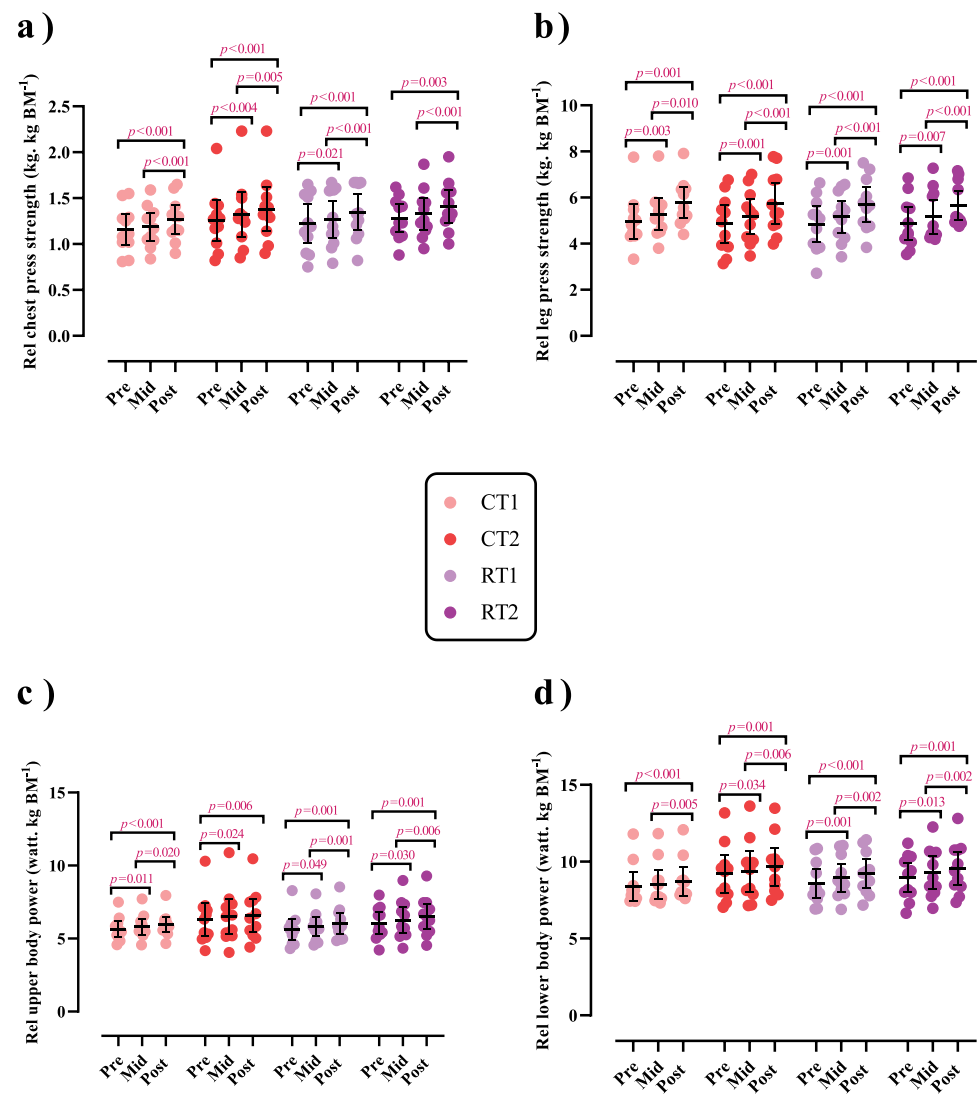 a )
b )
p<0.001
p=0.005
p<0.004
p<0.001
p<0.001
p<0.001
p<0.001
p=0.021
p=0.003
p<0.001
Rel chest press strength (kg. kg BM-1)
2.5
2.0
1.5
1.0
0.5
0.0
Pre
Mid
Post
Pre
Mid
Post
Pre
Mid
Post
Pre
Mid
Post
p=0.001
p=0.010
p=0.003
p<0.001
p<0.001
p=0.001
p<0.001
p<0.001
p=0.001
p<0.001
p<0.001
p=0.007
Rel leg press strength (kg. kg BM-1)
10
8
6
4
2
0
Pre
Mid
Post
Pre
Mid
Post
Pre
Mid
Post
Pre
Mid
Post
CT1
CT2
RT1
RT2
c )
d )
p<0.001
p=0.020
p=0.011
p=0.006
p=0.024
p=0.001
p=0.001
p=0.049
p=0.001
p=0.006
p=0.030
Rel upper body power (watt. kg BM-1)
15
10
5
0
Pre
Mid
Post
Pre
Mid
Post
Pre
Mid
Post
Pre
Mid
Post
p<0.001
p=0.005
p=0.001
p=0.006
p=0.034
p<0.001
p=0.002
p=0.001
p=0.001
p=0.002
p=0.013
Rel lower body power (watt. kg BM-1)
15
10
5
0
Pre
Mid
Post
Pre
Mid
Post
Pre
Mid
Post
Pre
Mid
Post